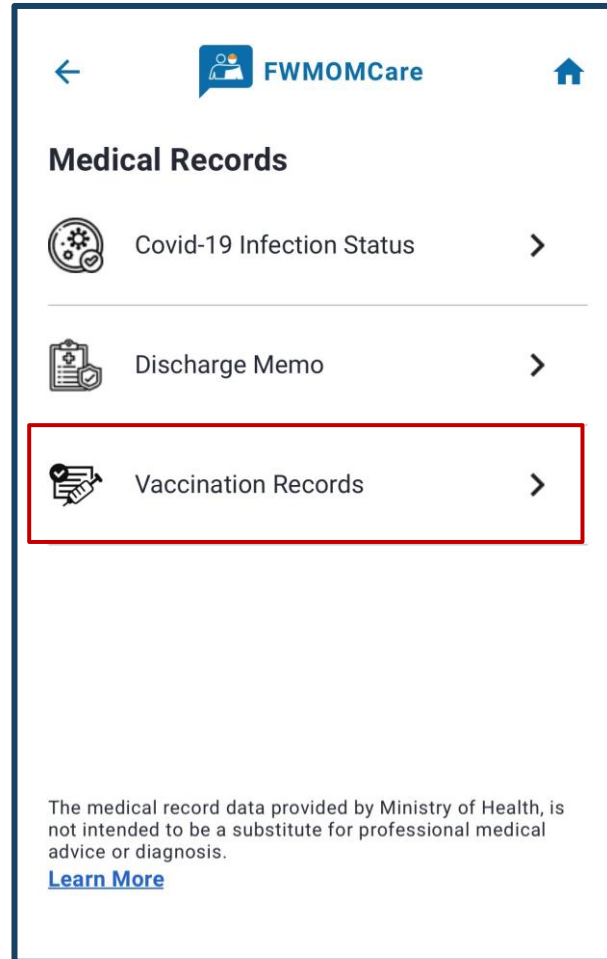 FWMOMCare
Medical Records
Covid-19 Infection Status
Discharge Memo
Vaccination Records
The medical record data provided by Ministry of Health, is
not intended to be a substitute for professional medical
advice or diagnosis.
Learn More